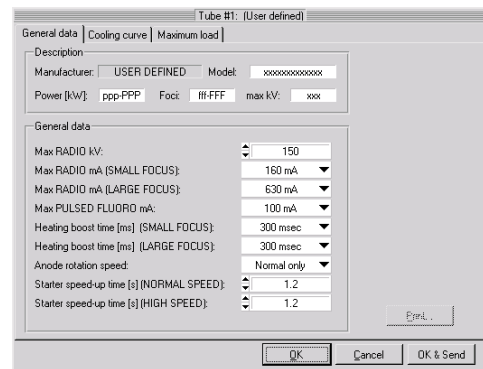 Tube #1: (User defined)
General data Cooling curve Maximum load
Description
Manufacturer: USER DEFINED Model: xxxxxxxxxxxxx
Power [kW]: ppp-PPP Foci: fff-FFF max kV: xxx
General data
Max RADIO kV: 150
Max RADIO mA (SMALL FOCUS): 160 mA
Max RADIO mA (LARGE FOCUS): 630 mA
Max PULSED FLUORO mA: 100 mA
Heating boost time [ms] (SMALL FOCUS): 300 msec
Heating boost time [ms] (LARGE FOCUS): 300 msec
Anode rotation speed: Normal only
Starter speed-up time [s] (NORMAL SPEED): 1.2
Starter speed-up time [s] (HIGH SPEED): 1.2
Print...
OK Cancel OK & Send